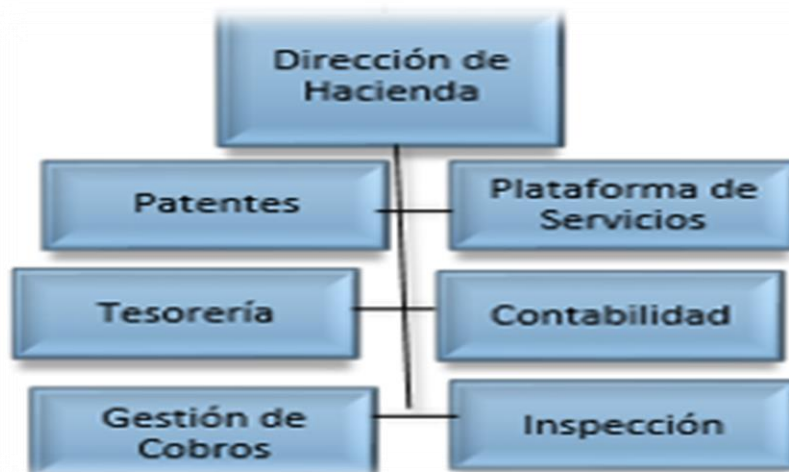 Dirección de
Hacienda
Patentes
Plataforma de
Servicios
Tesorería
Contabilidad
Gestión de
Cobros
Inspección